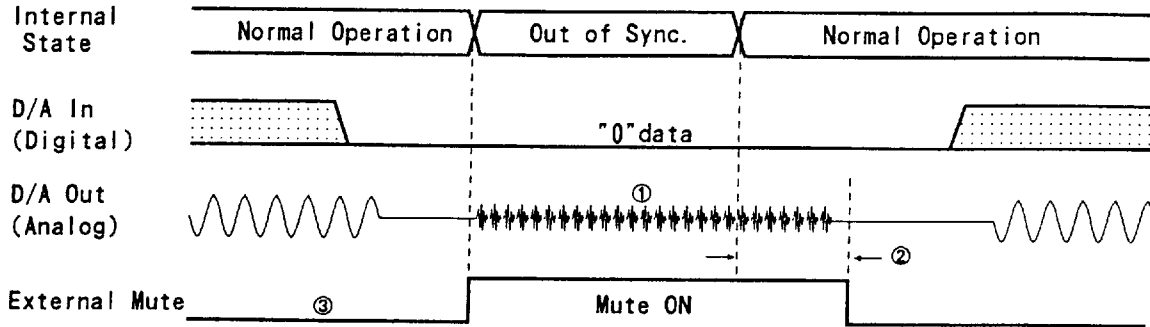 Internal State Normal Operation Out of Sync. Normal Operation
D/A In (Digital) "0"data
D/A Out (Analog) ①
②
External Mute ③ Mute ON